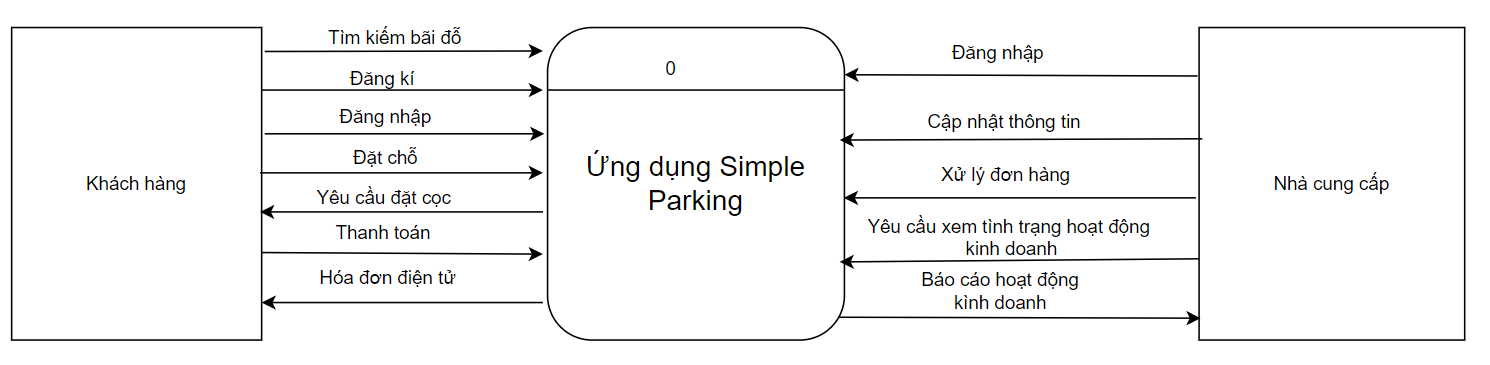 Khách hàng
Tìm kiếm bãi đỗ
Đăng kí
Đăng nhập
Đặt chỗ
Yêu cầu đặt cọc
Thanh toán
Hóa đơn điện tử
0
Ứng dụng Simple
Parking
Đăng nhập
Cập nhật thông tin
Xử lý đơn hàng
Yêu cầu xem tình trạng hoạt động
kinh doanh
Báo cáo hoạt động
kình doanh
Nhà cung cấp